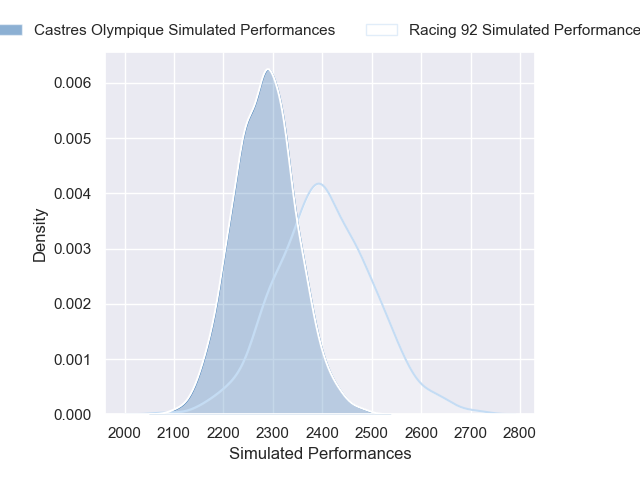 Castres Olympique Simulated Performances
Racing 92 Simulated Performance
0.006
0.005
0.004
0.003
0.002
0.001
0.000
Density
2000 2100 2200 2300 2400 2500 2600 2700 2800
Simulated Performances